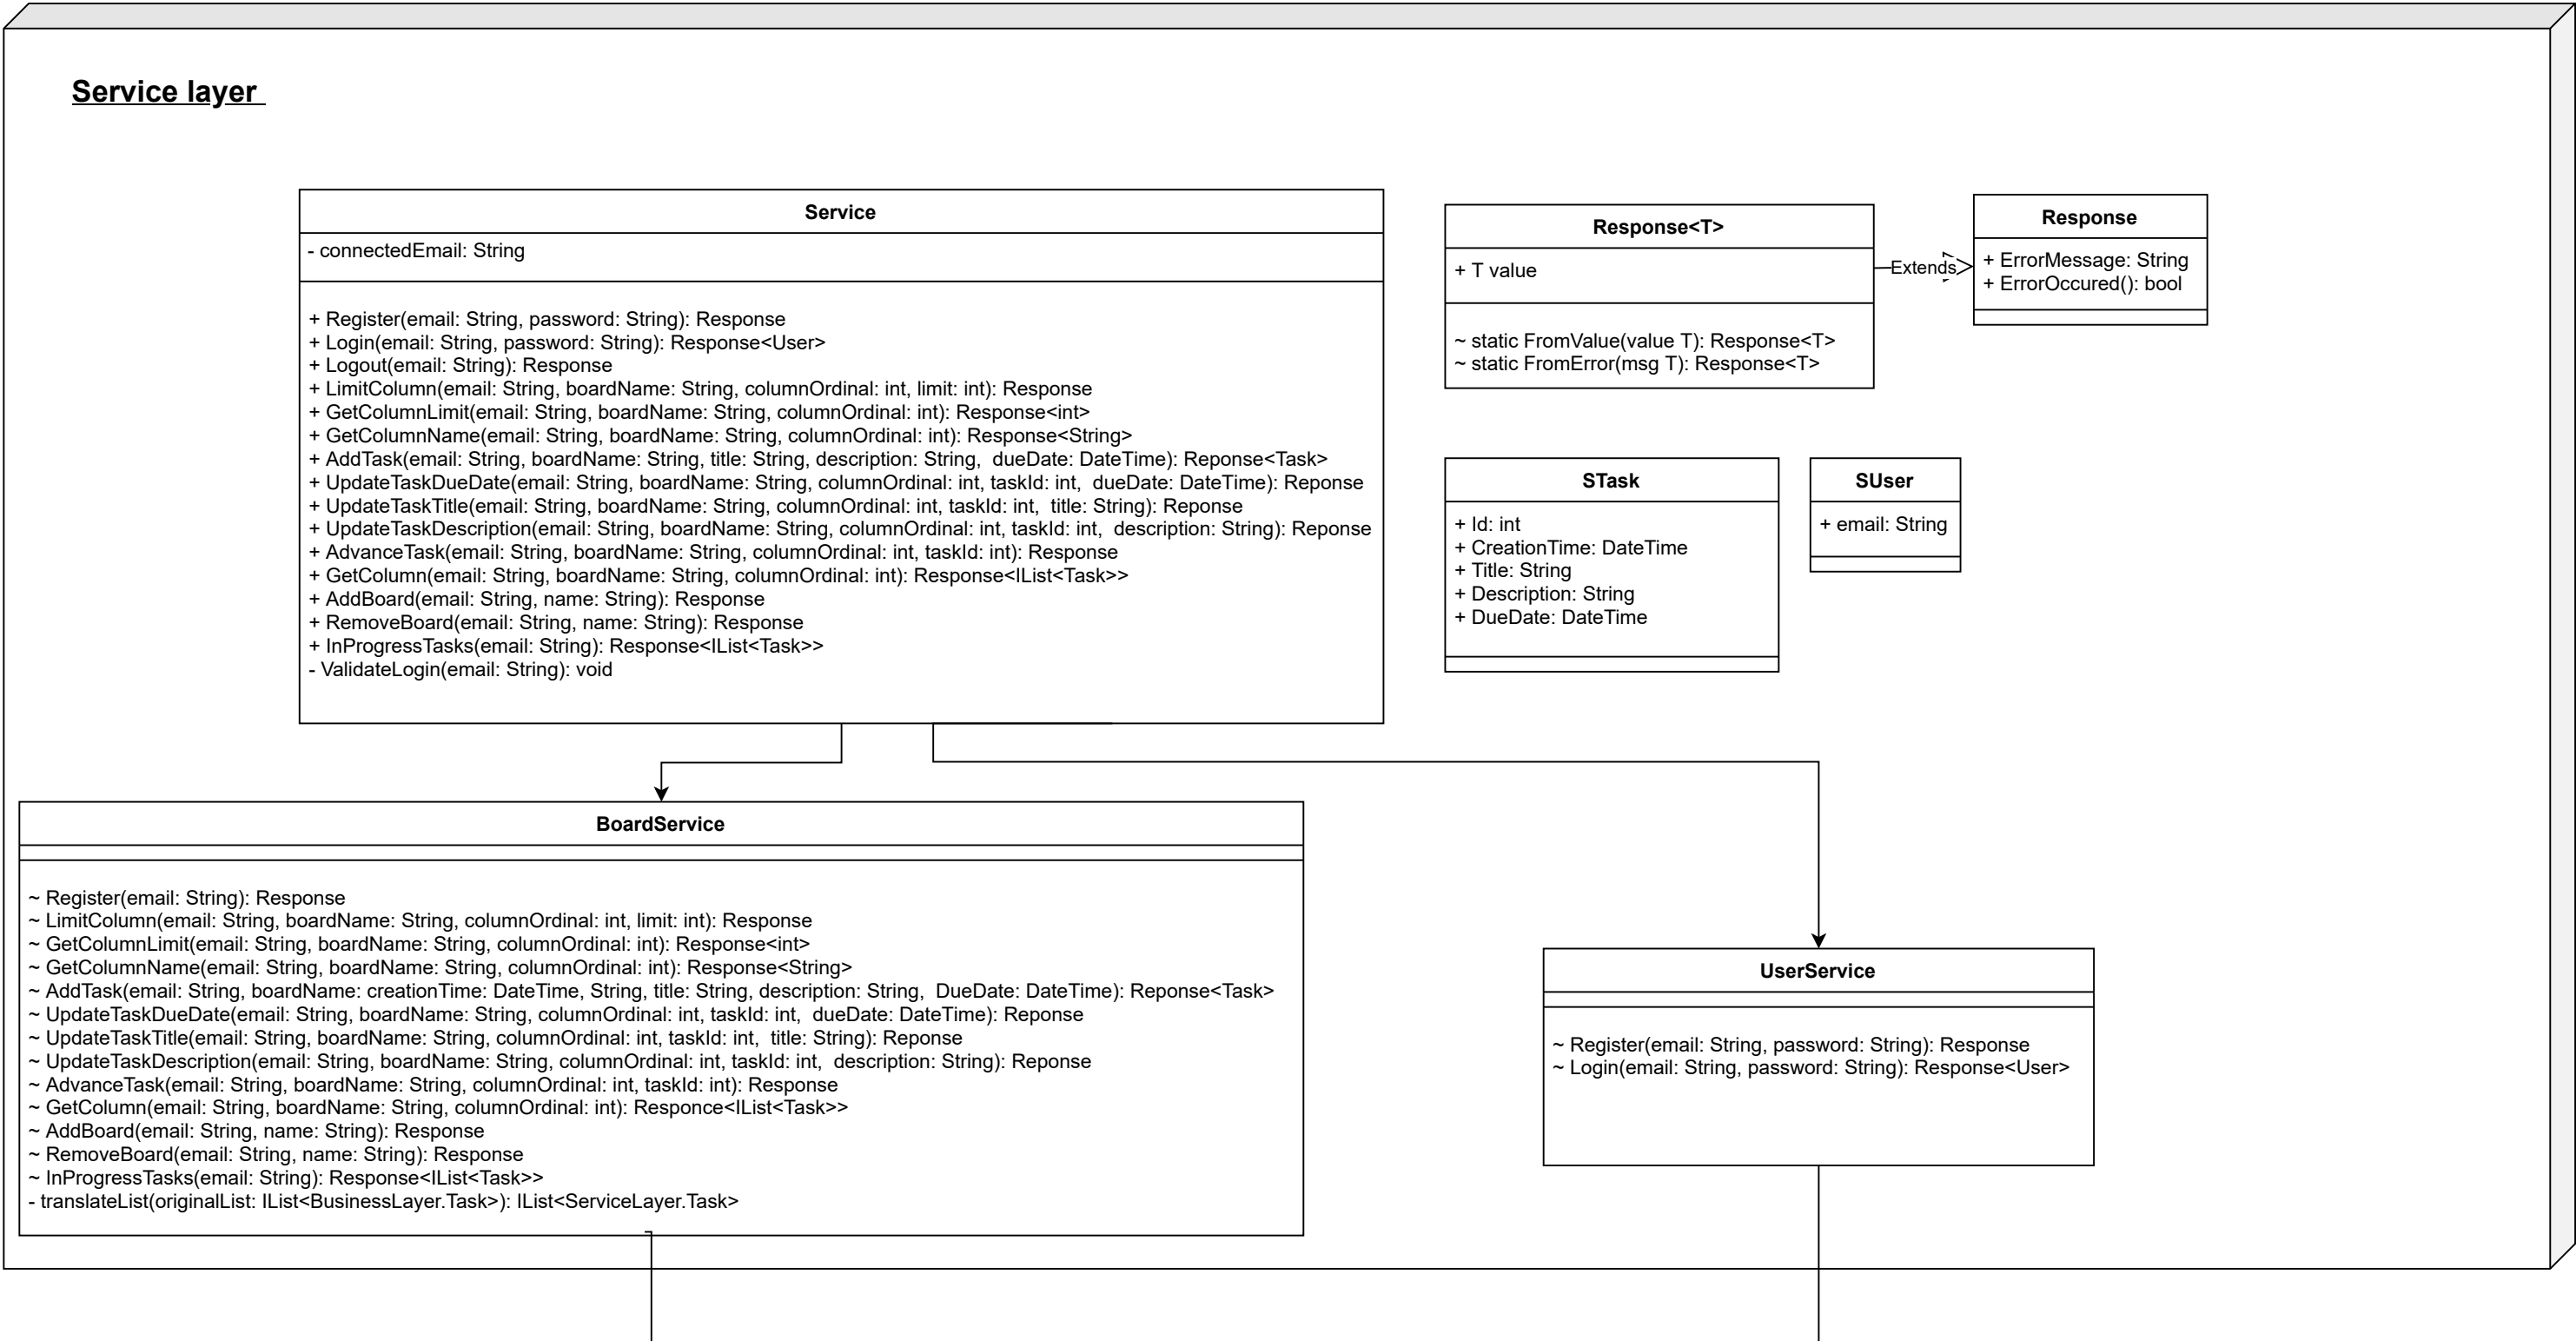 Service layer
Service
- connectedEmail: String
+ Register(email: String, password: String): Response
+ Login(email: String, password: String): Response<User>
+ Logout(email: String): Response
+ LimitColumn(email: String, boardName: String, columnOrdinal: int, limit: int): Response
+ GetColumnLimit(email: String, boardName: String, columnOrdinal: int): Response<int>
+ GetColumnName(email: String, boardName: String, columnOrdinal: int): Response<String>
+ AddTask(email: String, boardName: String, title: String, description: String,  dueDate: DateTime): Reponse<Task>
+ UpdateTaskDueDate(email: String, boardName: String, columnOrdinal: int, taskId: int,  dueDate: DateTime): Reponse
+ UpdateTaskTitle(email: String, boardName: String, columnOrdinal: int, taskId: int,  title: String): Reponse
+ UpdateTaskDescription(email: String, boardName: String, columnOrdinal: int, taskId: int,  description: String): Reponse
+ AdvanceTask(email: String, boardName: String, columnOrdinal: int, taskId: int): Response
+ GetColumn(email: String, boardName: String, columnOrdinal: int): Response<IList<Task>>
+ AddBoard(email: String, name: String): Response
+ RemoveBoard(email: String, name: String): Response
+ InProgressTasks(email: String): Response<IList<Task>>
- ValidateLogin(email: String): void
Response<T>
+ T value
~ static FromValue(value T): Response<T>
~ static FromError(msg T): Response<T>
Extends
Response
+ ErrorMessage: String
+ ErrorOccured(): bool
STask
+ Id: int
+ CreationTime: DateTime
+ Title: String
+ Description: String
+ DueDate: DateTime
SUser
+ email: String
BoardService
~ Register(email: String): Response
~ LimitColumn(email: String, boardName: String, columnOrdinal: int, limit: int): Response
~ GetColumnLimit(email: String, boardName: String, columnOrdinal: int): Response<int>
~ GetColumnName(email: String, boardName: String, columnOrdinal: int): Response<String>
~ AddTask(email: String, boardName: creationTime: DateTime, String, title: String, description: String,  DueDate: DateTime): Reponse<Task>
~ UpdateTaskDueDate(email: String, boardName: String, columnOrdinal: int, taskId: int,  dueDate: DateTime): Reponse
~ UpdateTaskTitle(email: String, boardName: String, columnOrdinal: int, taskId: int,  title: String): Reponse
~ UpdateTaskDescription(email: String, boardName: String, columnOrdinal: int, taskId: int,  description: String): Reponse
~ AdvanceTask(email: String, boardName: String, columnOrdinal: int, taskId: int): Response
~ GetColumn(email: String, boardName: String, columnOrdinal: int): Responce<IList<Task>>
~ AddBoard(email: String, name: String): Response
~ RemoveBoard(email: String, name: String): Response
~ InProgressTasks(email: String): Response<IList<Task>>
- translateList(originalList: IList<BusinessLayer.Task>): IList<ServiceLayer.Task>
UserService
~ Register(email: String, password: String): Response
~ Login(email: String, password: String): Response<User>